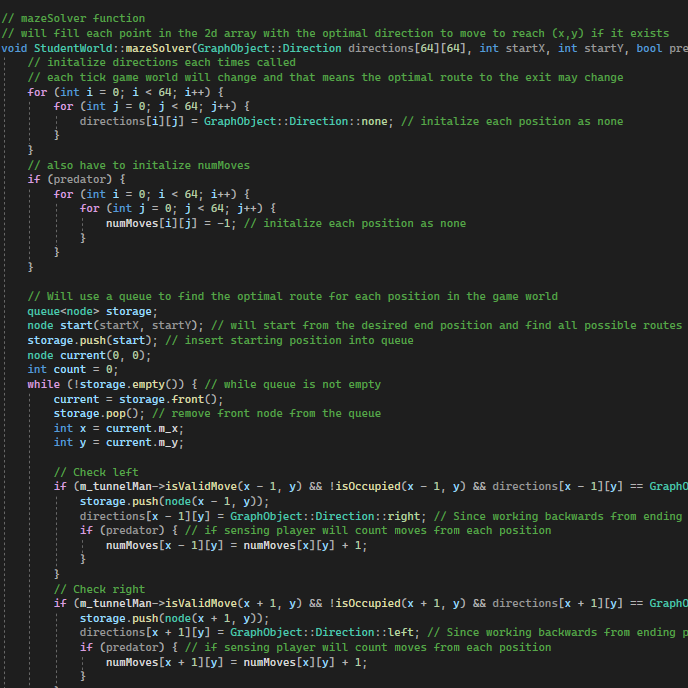 // mazeSolver function
// will fill each point in the 2d array with the optimal direction to move to reach (x,y) if it exists
void StudentWorld::mazeSolver(GraphObject::Direction directions[64][64], int startX, int startY, bool pre
// initalize directions each times called
// each tick game world will change and that means the optimal route to the exit may change
for (int i = 0; i < 64; i++) {
for (int j = 0; j < 64; j++) {
directions[i][j] = GraphObject::Direction::none; // initalize each position as none
}
}
// also have to initalize numMoves
if (predator) {
for (int i = 0; i < 64; i++) {
for (int j = 0; j < 64; j++) {
numMoves[i][j] = -1; // initalize each position as none
}
}
}
// Will use a queue to find the optimal route for each position in the game world
queue<node> storage;
node start(startX, startY); // will start from the desired end position and find all possible routes
storage.push(start); // insert starting position into queue
node current(0, 0);
int count = 0;
while (!storage.empty()) { // while queue is not empty
current = storage.front();
storage.pop(); // remove front node from the queue
int x = current.m_x;
int y = current.m_y;
// Check left
if (m_tunnelMan->isValidMove(x - 1, y) && !isOccupied(x - 1, y) && directions[x - 1][y] == GraphO
storage.push(node(x - 1, y));
directions[x - 1][y] = GraphObject::Direction::right; // Since working backwards from ending
if (predator) { // if sensing player will count moves from each position
numMoves[x - 1][y] = numMoves[x][y] + 1;
}
}
// Check right
if (m_tunnelMan->isValidMove(x + 1, y) && !isOccupied(x + 1, y) && directions[x + 1][y] == GraphO
storage.push(node(x + 1, y));
directions[x + 1][y] = GraphObject::Direction::left; // Since working backwards from ending p
if (predator) { // if sensing player will count moves from each position
numMoves[x + 1][y] = numMoves[x][y] + 1;
}